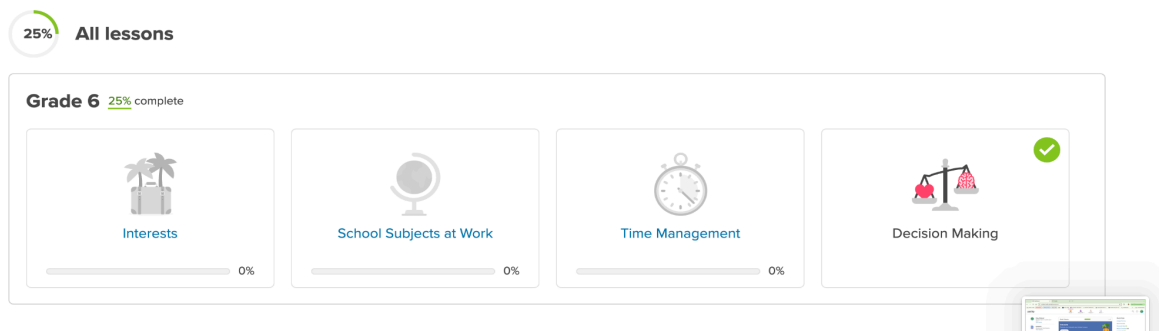 25% All lessons
Grade 6 25% complete
Interests
0%
School Subjects at Work
0%
Time Management
0%
Decision Making